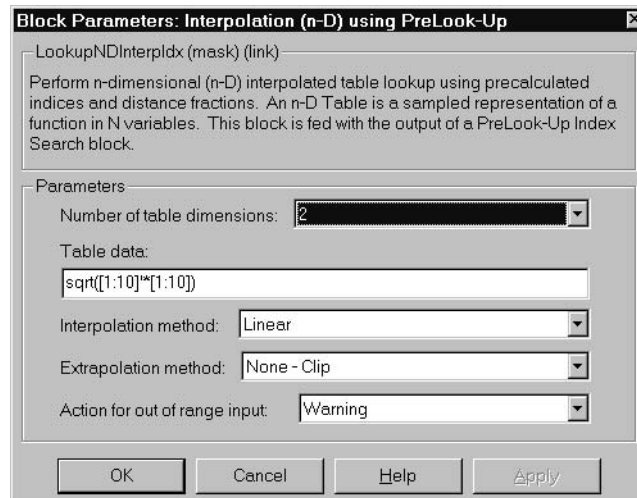 Block Parameters: Interpolation (n-D) using PreLook-Up
LookupNDInterpIdx (mask) (link)
Perform n-dimensional (n-D) interpolated table lookup using precalculated
indices and distance fractions. An n-D Table is a sampled representation of a
function in N variables. This block is fed with the output of a PreLook-Up Index
Search block.
Parameters
Number of table dimensions: 2
Table data:
sqrt([1:10]'*[1:10])
Interpolation method: Linear
Extrapolation method: None - Clip
Action for out of range input: Warning
OK Cancel Help Apply